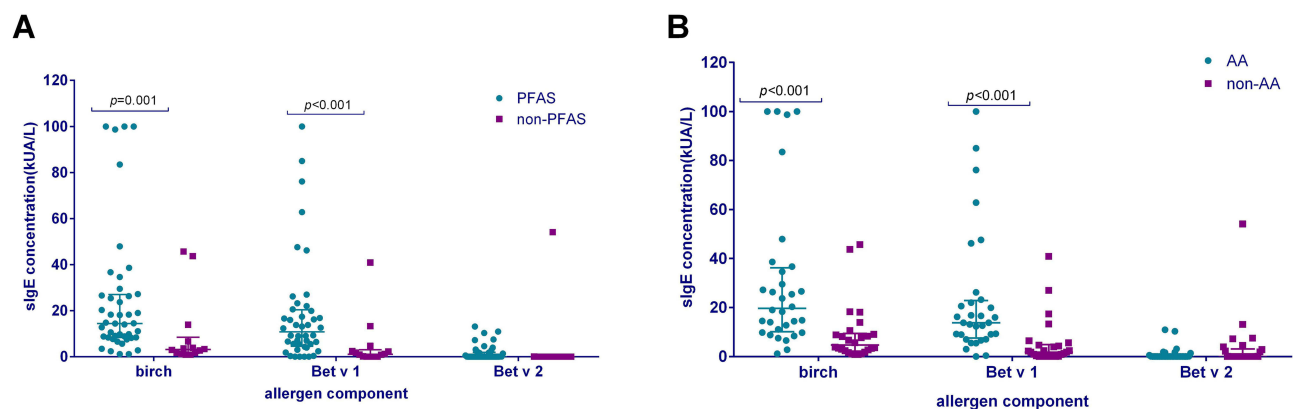 A
120
100
80
60
40
20
0
sIgE concentration(kUA/L)
p=0.001
p<0.001
PFAS
non-PFAS
birch
Bet v 1
Bet v 2
allergen component
B
120
100
80
60
40
20
0
sIgE concentration(kUA/L)
p<0.001
p<0.001
AA
non-AA
birch
Bet v 1
Bet v 2
allergen component